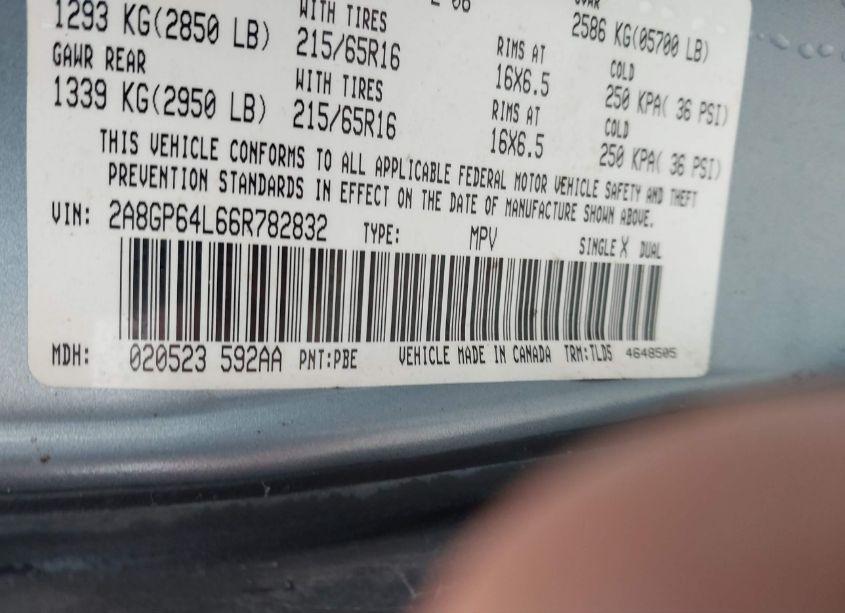 1293 KG(2850 LB) WITH TIRES
215/65R16 RIMS AT 16X6.5 2586 KG(05700 LB)
COLD 250 KPA( 36 PSI)
GAWR REAR
1339 KG(2950 LB) WITH TIRES
215/65R16 RIMS AT 16X6.5 COLD 250 KPA( 36 PSI)
THIS VEHICLE CONFORMS TO ALL APPLICABLE FEDERAL MOTOR VEHICLE SAFETY AND THEFT
PREVENTION STANDARDS IN EFFECT ON THE DATE OF MANUFACTURE SHOWN ABOVE.
VIN: 2A8GP64L66R782832 TYPE: MPV SINGLE X DUAL
MDH: 020523 592AA PNT:PBE VEHICLE MADE IN CANADA TRM:TLD5 4648505